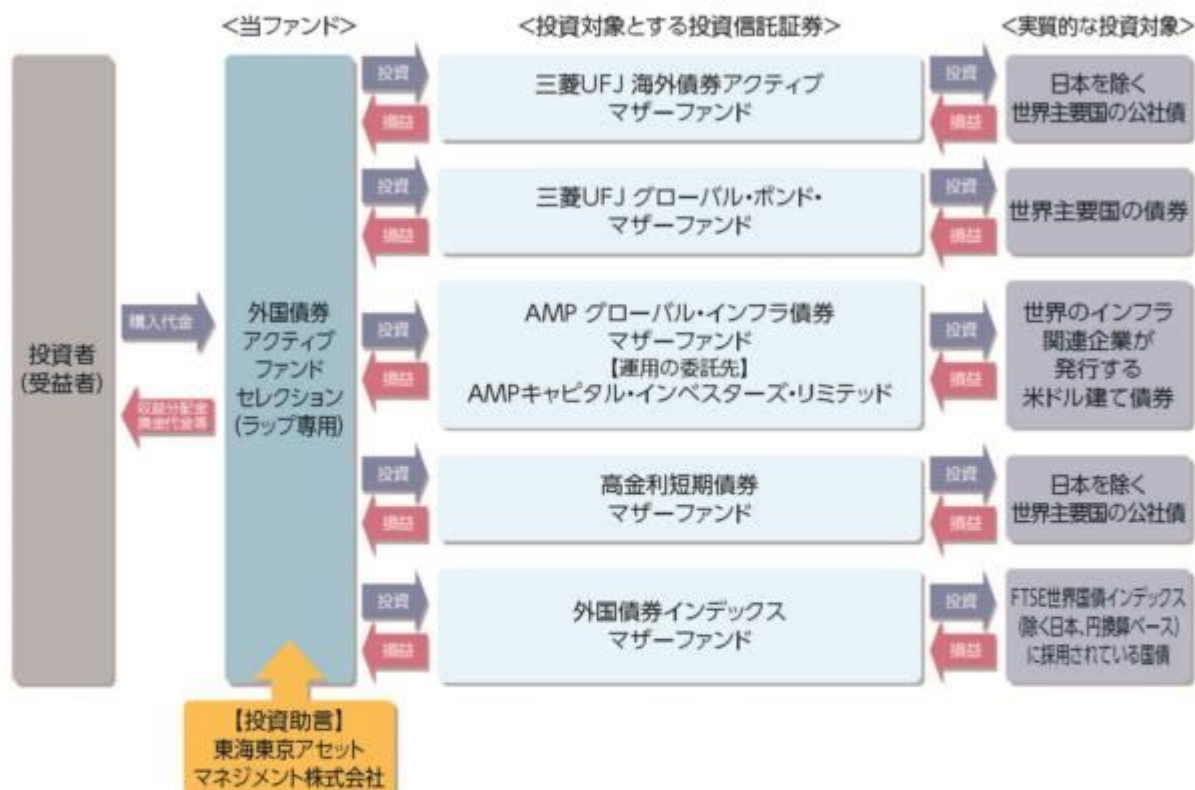 <当ファンド>
<投資対象とする投資信託証券>
<実質的な投資対象>
投資者
(受益者)
購入代金
収益分配金
換金代金等
外国債券
アクティブ
ファンド
セレクション
(ラップ専用)
投資
損益
三菱UFJ 海外債券アクティブ
マザーファンド
投資
損益
日本を除く
世界主要国の公社債
投資
損益
三菱UFJ グローバル・ボンド・
マザーファンド
投資
損益
世界主要国の債券
投資
損益
AMP グローバル・インフラ債券
マザーファンド
【運用の委託先】
AMPキャピタル・インベスターズ・リミテッド
投資
損益
世界のインフラ
関連企業が
発行する
米ドル建て債券
投資
損益
高金利短期債券
マザーファンド
投資
損益
日本を除く
世界主要国の公社債
投資
損益
外国債券インデックス
マザーファンド
投資
損益
FTSE世界国債インデックス
(除く日本、円換算ベース)
に採用されている国債
【投資助言】
東海東京アセット
マネジメント株式会社